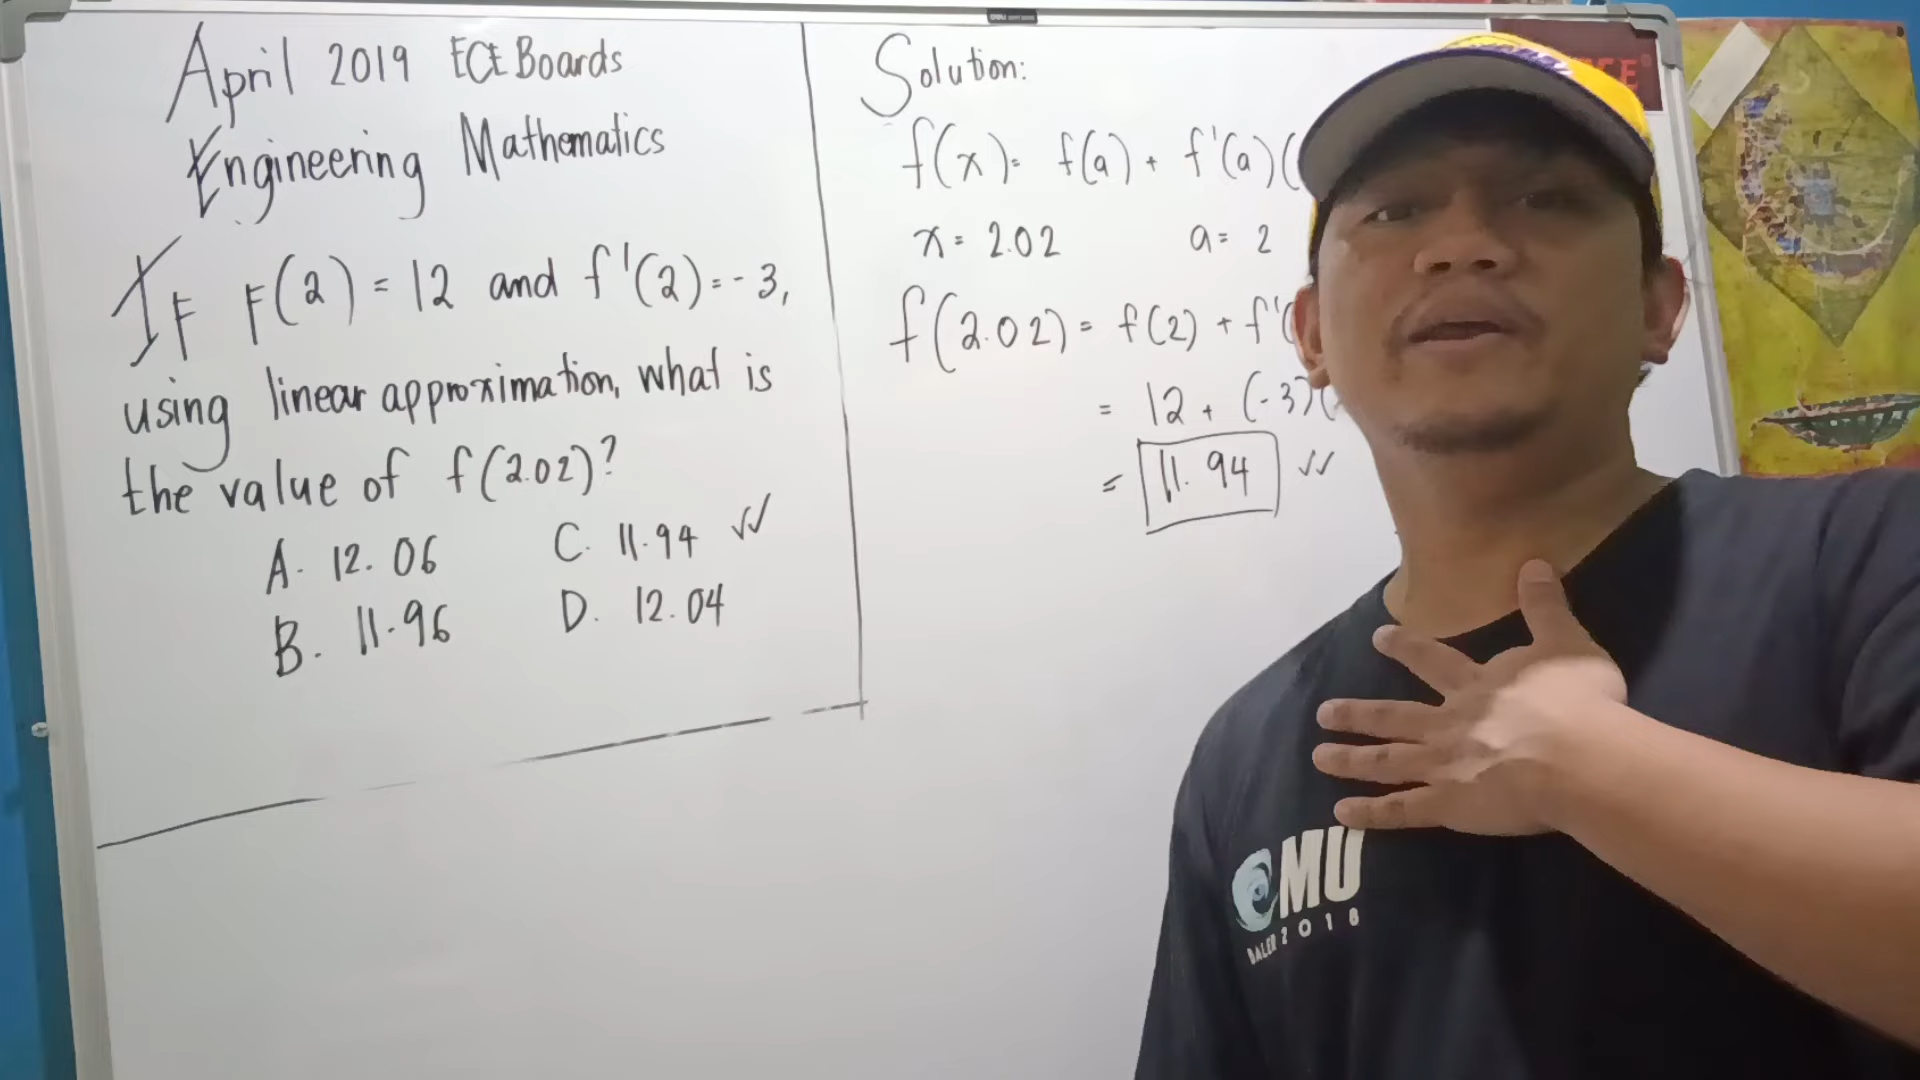 April 2019 ECE Boards
Engineering Mathematics
IF F(2) = 12 and f'(2) = -3,
using linear approximation, what is
the value of f(2.02)?
A. 12.06
C. 11.94 ✓✓
B. 11.96
D. 12.04
Solution:
f(x) = f(a) + f'(a)(
x = 2.02 a = 2
f(2.02) = f(2) + f'(
= 12 + (-3)(
= 11.94 ✓✓
MU
BALER 2018